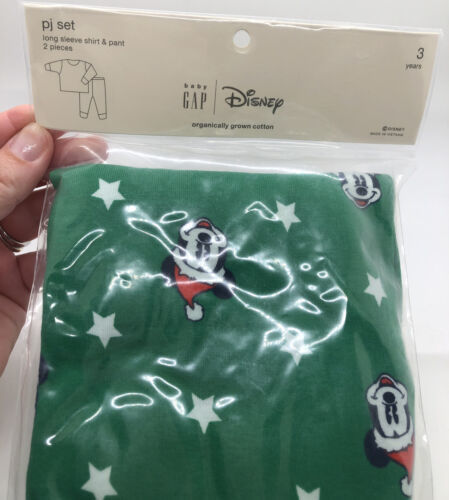 pj set
long sleeve shirt & pant
2 pieces
3
years
baby
GAP
Disney
organically grown cotton
©DISNEY
MADE IN VIETNAM